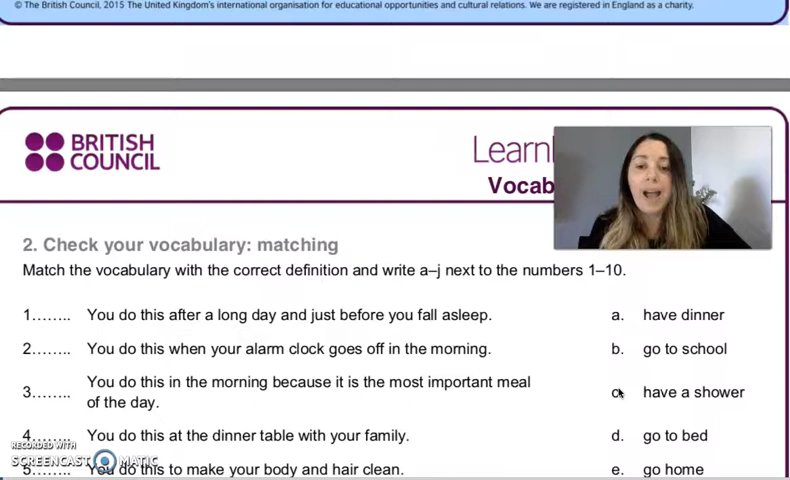 © The British Council, 2015 The United Kingdom's international organisation for educational opportunities and cultural relations. We are registered in England as a charity.
BRITISH
COUNCIL
Learn
Vocab
2. Check your vocabulary: matching
Match the vocabulary with the correct definition and write a–j next to the numbers 1–10.
1…….. You do this after a long day and just before you fall asleep. a. have dinner
2…….. You do this when your alarm clock goes off in the morning. b. go to school
3…….. You do this in the morning because it is the most important meal
of the day. c. have a shower
4…….. You do this at the dinner table with your family. d. go to bed
5…….. You do this to make your body and hair clean. e. go home
RECORDED WITH
SCREENCAST MATIC